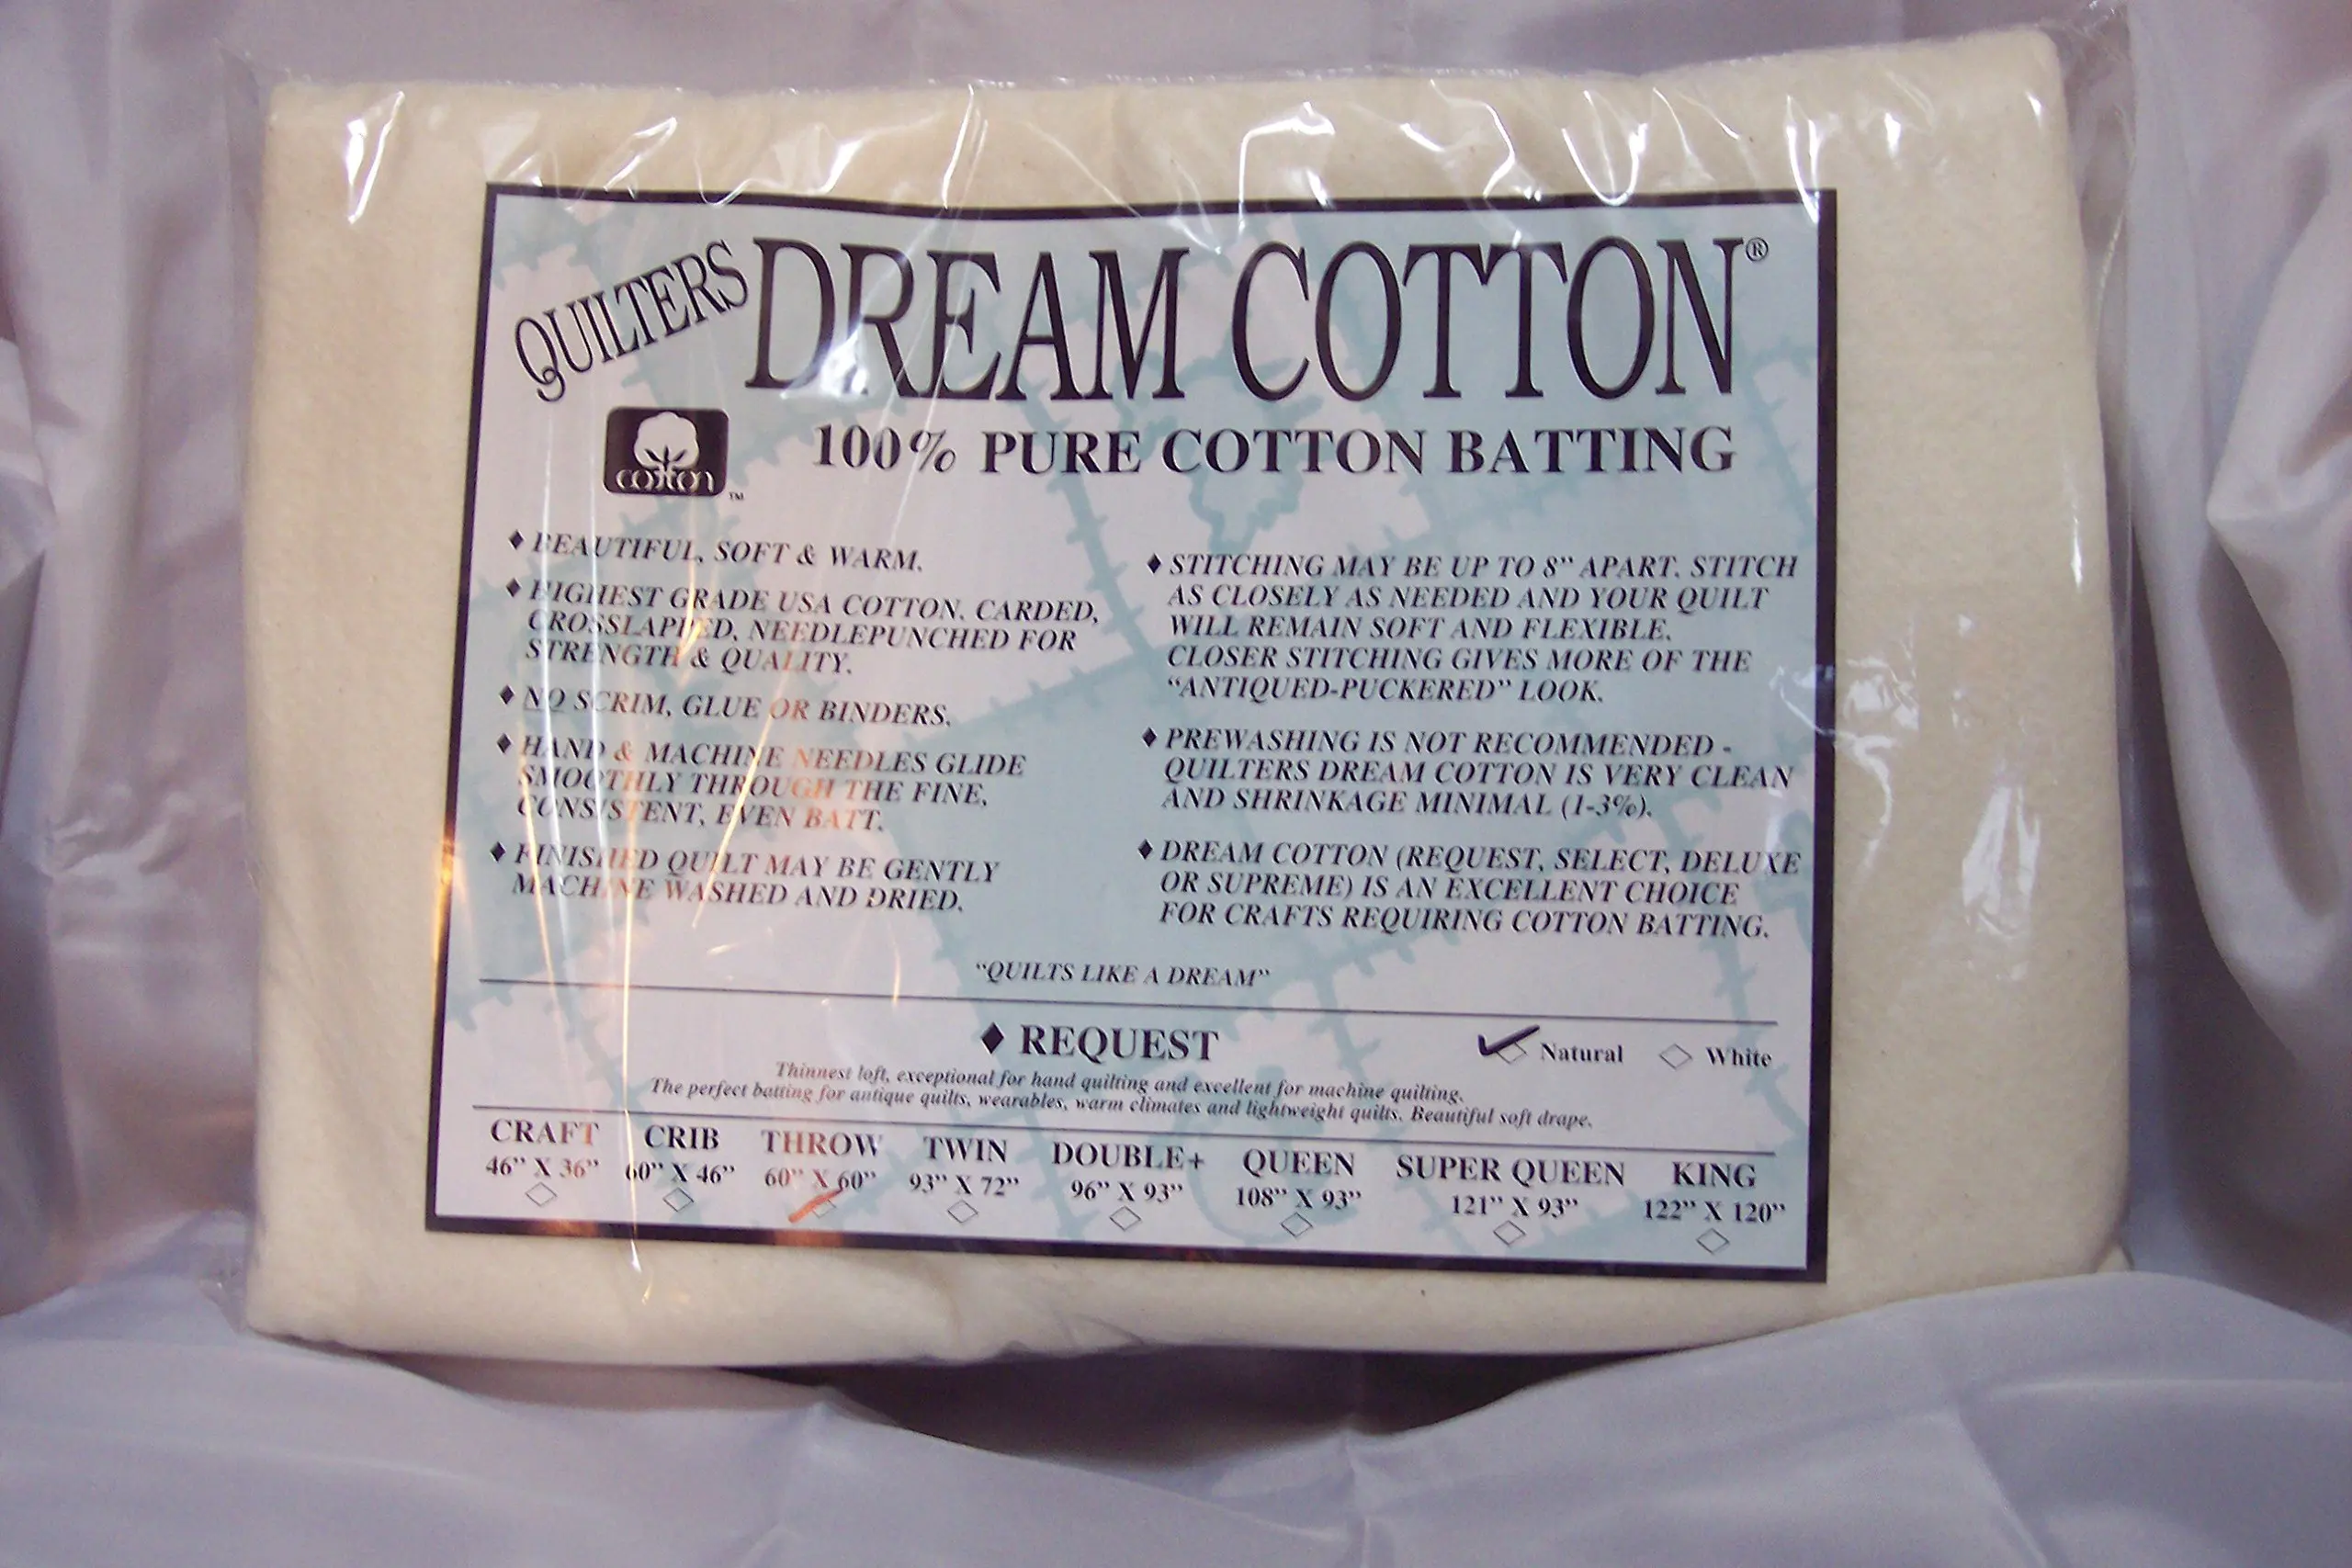 QUILTERS DREAM COTTON®
cotton ™
100% PURE COTTON BATTING
♦ BEAUTIFUL, SOFT & WARM.
♦ HIGHEST GRADE USA COTTON. CARDED,
CROSSLAPPED, NEEDLEPUNCHED FOR
STRENGTH & QUALITY.
♦ NO SCRIM, GLUE OR BINDERS.
♦ HAND & MACHINE NEEDLES GLIDE
SMOOTHLY THROUGH THE FINE,
CONSISTENT, EVEN BATT.
♦ FINISHED QUILT MAY BE GENTLY
MACHINE WASHED AND DRIED.
♦ STITCHING MAY BE UP TO 8” APART. STITCH
AS CLOSELY AS NEEDED AND YOUR QUILT
WILL REMAIN SOFT AND FLEXIBLE.
CLOSER STITCHING GIVES MORE OF THE
“ANTIQUED-PUCKERED” LOOK.
♦ PREWASHING IS NOT RECOMMENDED -
QUILTERS DREAM COTTON IS VERY CLEAN
AND SHRINKAGE MINIMAL (1-3%).
♦ DREAM COTTON (REQUEST, SELECT, DELUXE
OR SUPREME) IS AN EXCELLENT CHOICE
FOR CRAFTS REQUIRING COTTON BATTING.
“QUILTS LIKE A DREAM”
♦ REQUEST
Natural White
Thinnest loft, exceptional for hand quilting and excellent for machine quilting.
The perfect batting for antique quilts, wearables, warm climates and lightweight quilts. Beautiful soft drape.
CRAFT CRIB THROW TWIN DOUBLE+ QUEEN SUPER QUEEN KING
46” X 36” 60” X 46” 60” X 60” 93” X 72” 96” X 93” 108” X 93” 121” X 93” 122” X 120”